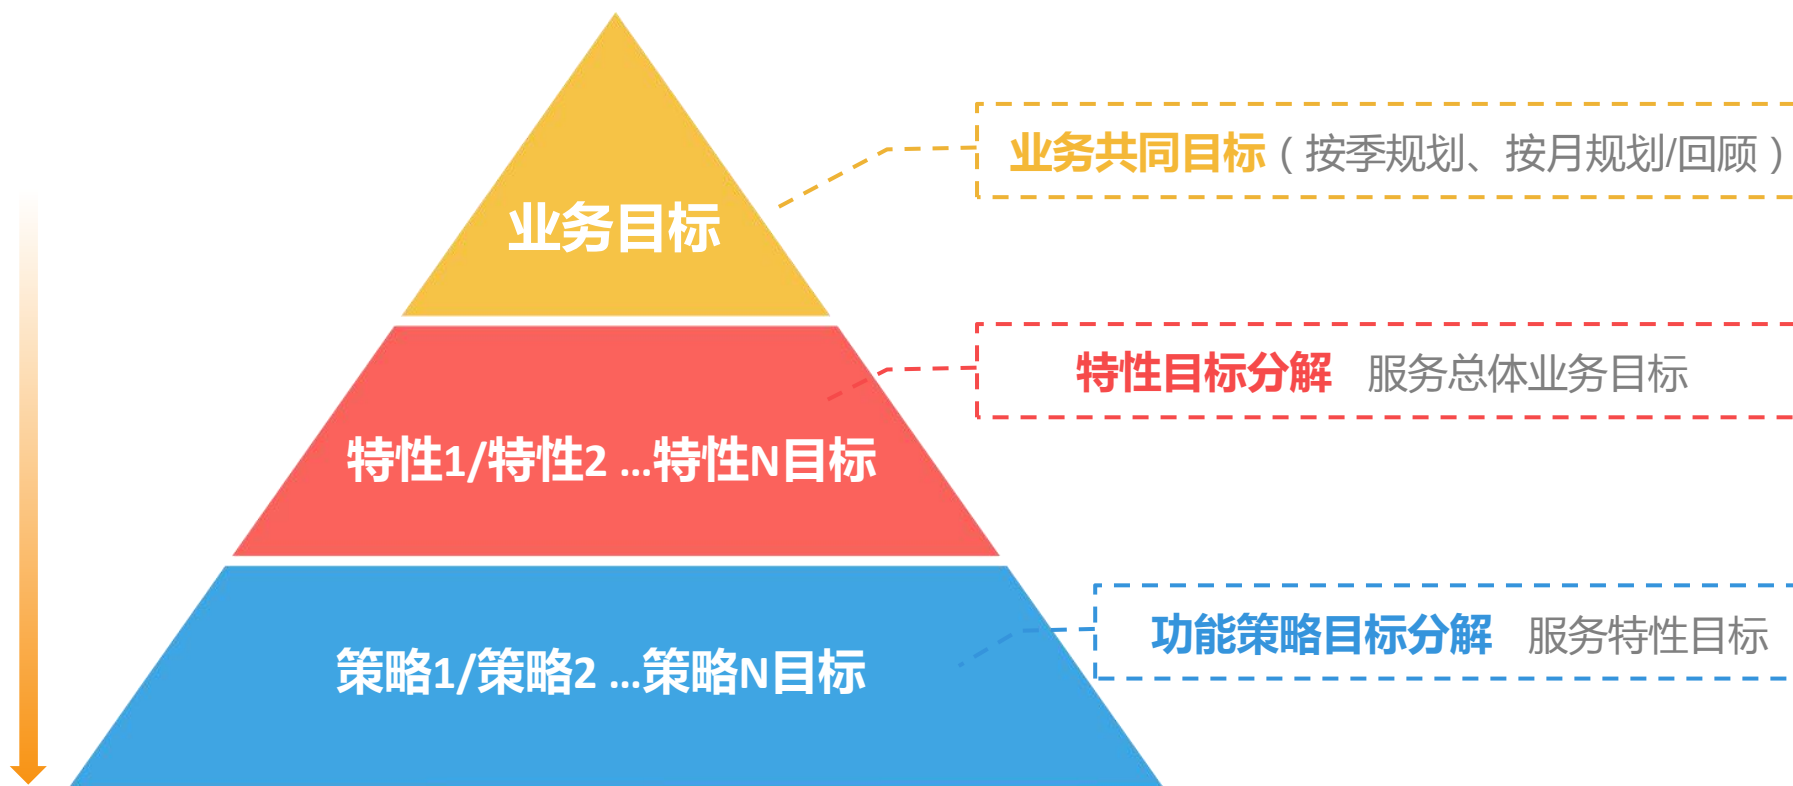 业务共同目标（按季规划、按月规划/回顾）
业务目标
特性目标分解 服务总体业务目标
特性1/特性2 ...特性N目标
功能策略目标分解 服务特性目标
策略1/策略2 ...策略N目标